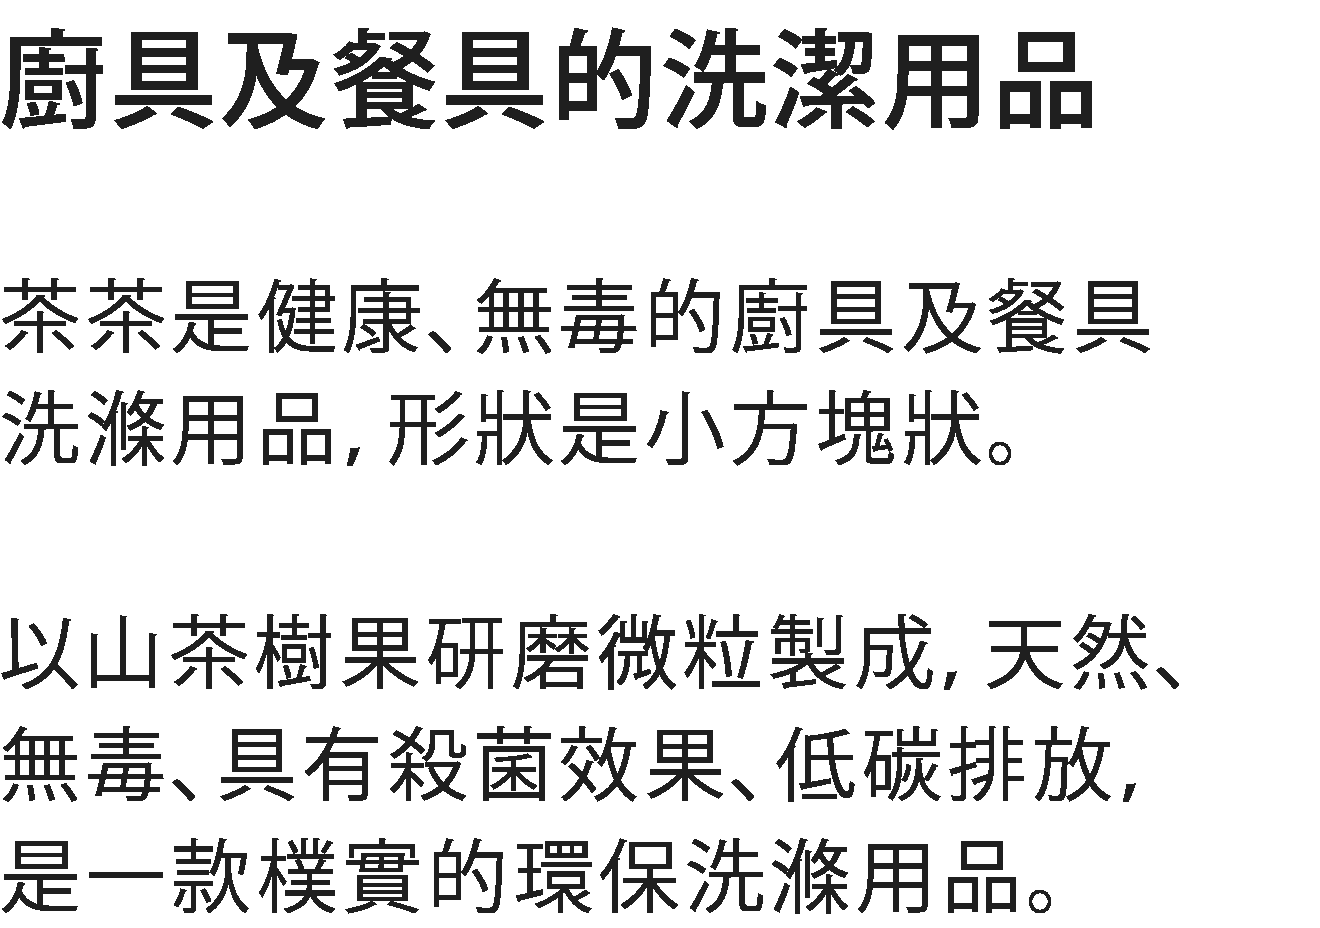 廚具及餐具的洗潔用品
茶茶是健康、無毒的廚具及餐具
洗滌用品, 形狀是小方塊狀。
以山茶樹果研磨微粒製成, 天然、
無毒、具有殺菌效果、低碳排放,
是一款樸實的環保洗滌用品。